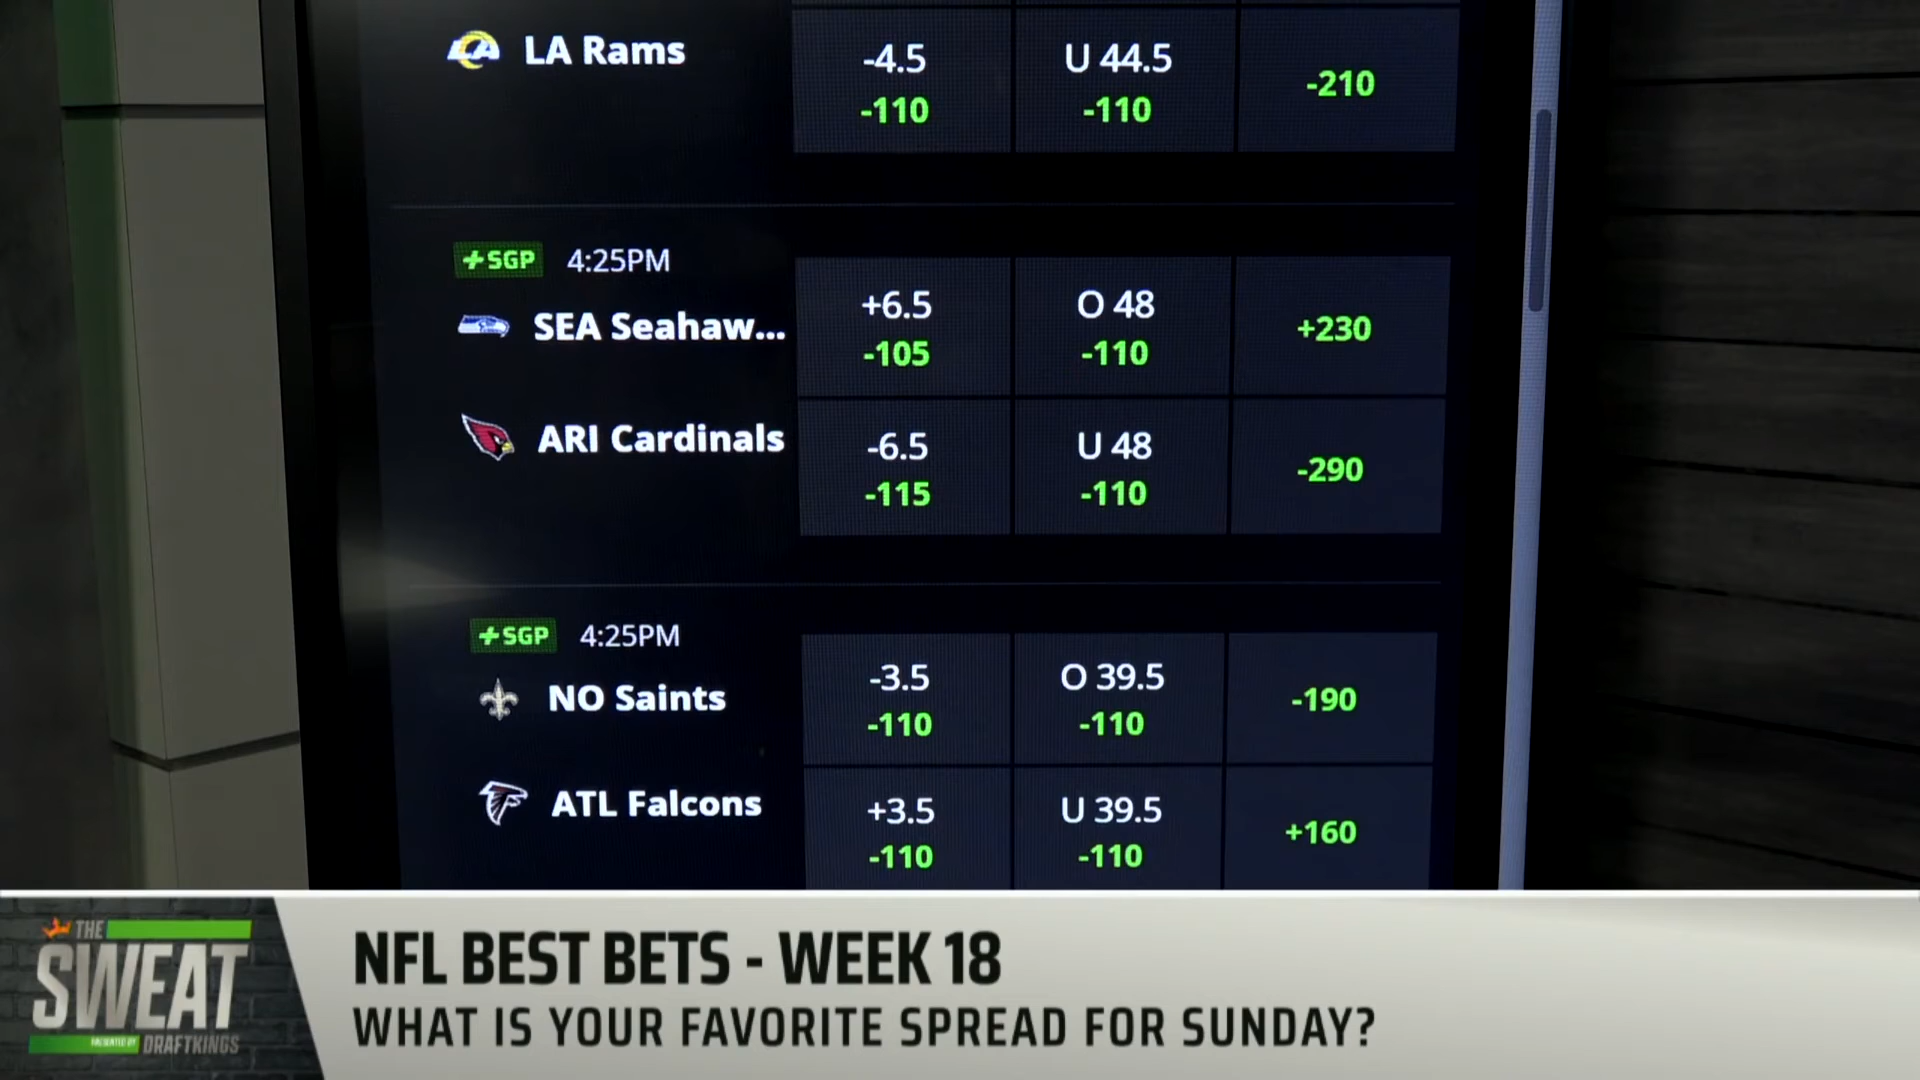 LA Rams
-4.5
U 44.5
-210
-110
-110
+SGP 4:25PM
SEA Seahaw...
+6.5
O 48
+230
-105
-110
ARI Cardinals
-6.5
U 48
-290
-115
-110
+SGP 4:25PM
NO Saints
-3.5
O 39.5
-190
-110
-110
ATL Falcons
+3.5
U 39.5
+160
-110
-110
THE
SWEAT
PRESENTED BY DRAFTKINGS
NFL BEST BETS - WEEK 18
WHAT IS YOUR FAVORITE SPREAD FOR SUNDAY?